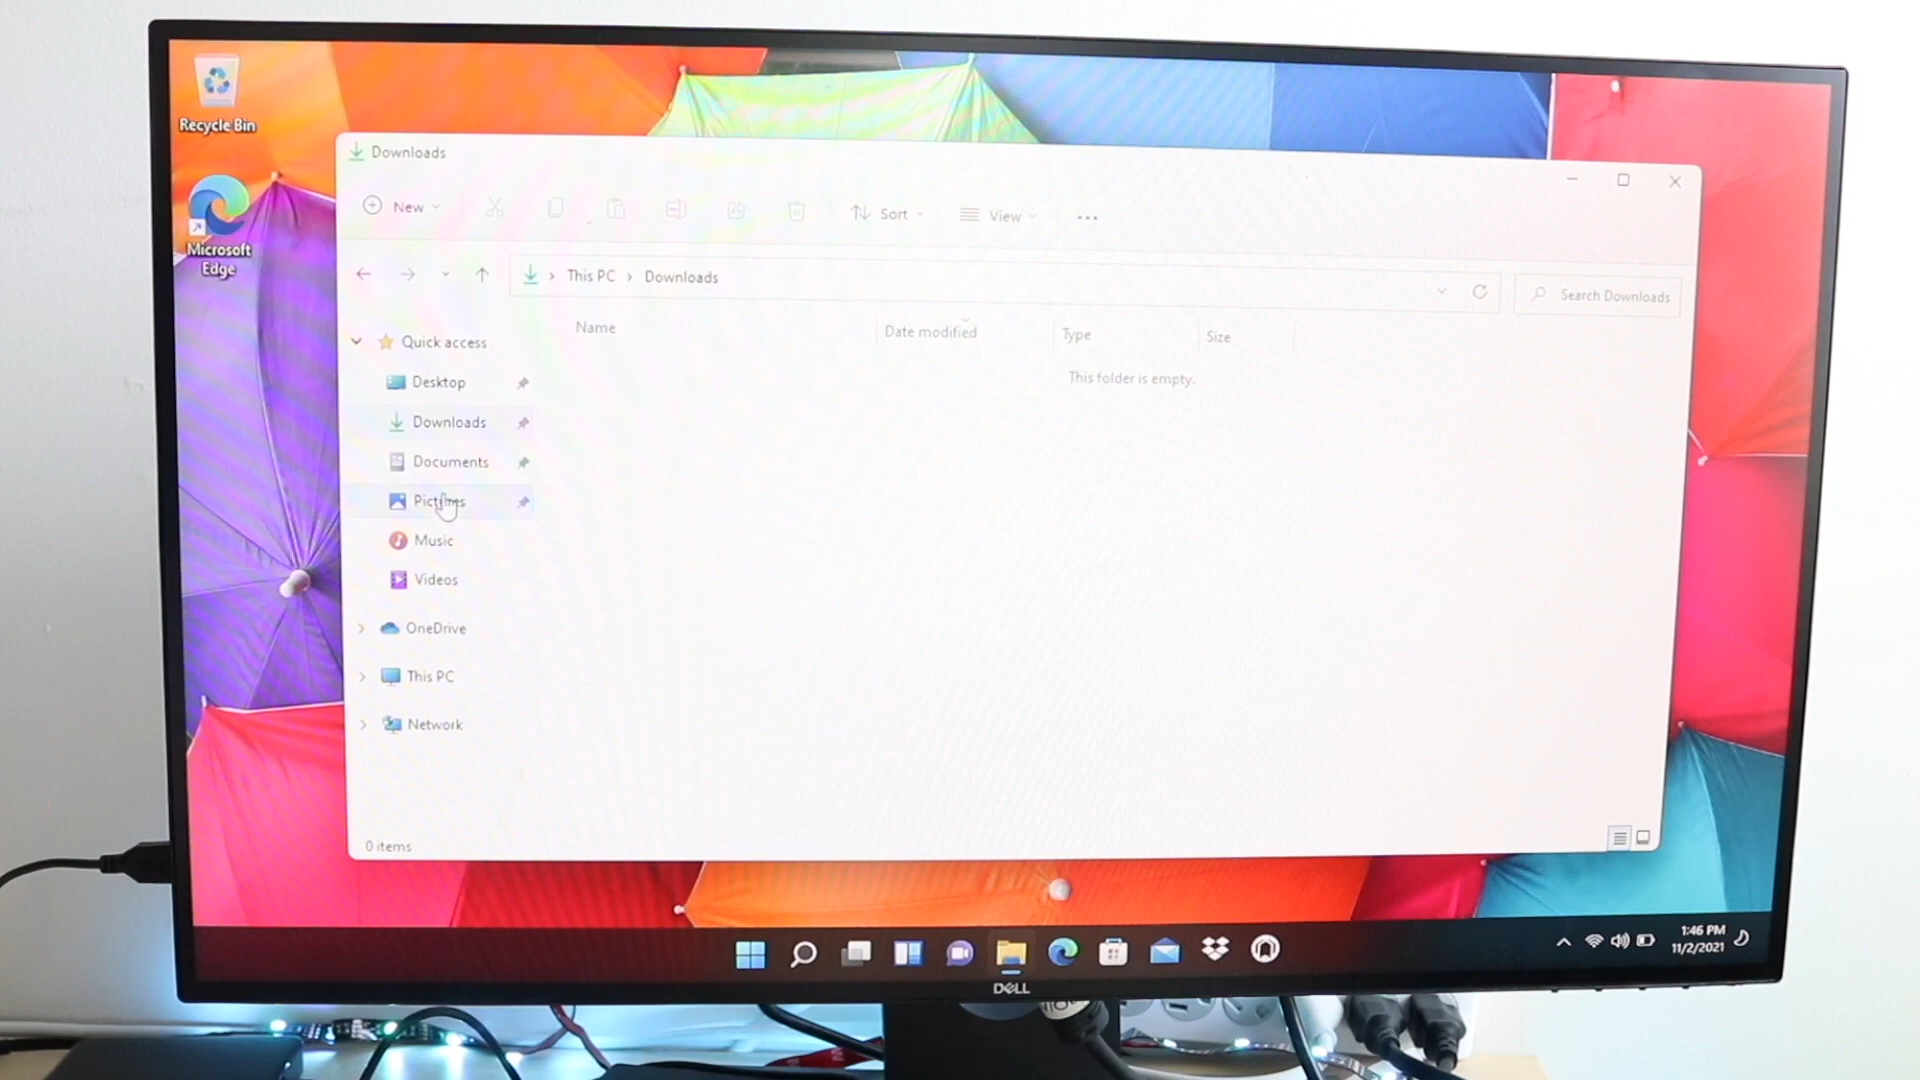 Recycle Bin
Microsoft
Edge
Downloads
New
Sort
View
This PC > Downloads
Search Downloads
Name
Date modified
Type
Size
This folder is empty.
Quick access
Desktop
Downloads
Documents
Pictures
Music
Videos
OneDrive
This PC
Network
0 items
1:46 PM
11/2/2021
DELL